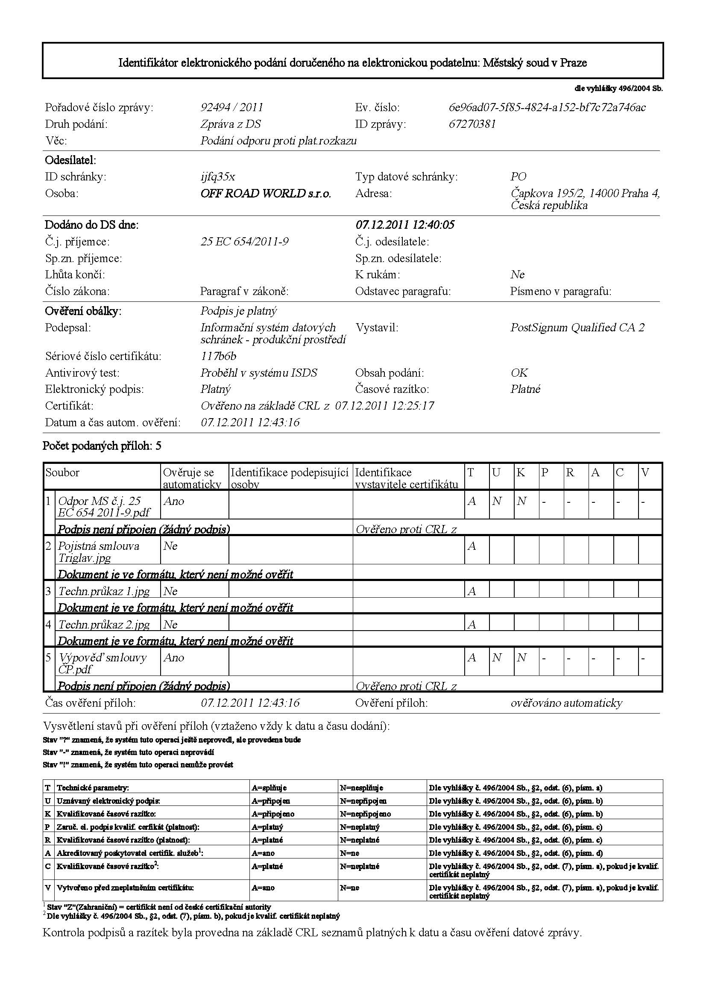 Identifikátor elektronického podání doručeného na elektronickou podatelnu: Městský soud v Praze
dle vyhlášky 496/2004 Sb.
Pořadové číslo zprávy: 92494 / 2011 Ev. číslo: 6e96ad07-5f85-4824-a152-bf7c72a746ac
Druh podání: Zpráva z DS ID zprávy: 67270381
Věc: Podání odporu proti plat.rozkazu
Odesílatel:
ID schránky: ijfq35x Typ datové schránky: PO
Osoba: OFF ROAD WORLD s.r.o. Adresa: Čapkova 195/2, 14000 Praha 4,
Česká republika
Dodáno do DS dne: 07.12.2011 12:40:05
Č.j. příjemce: 25 EC 654/2011-9 Č.j. odesílatele:
Sp.zn. příjemce: Sp.zn. odesílatele:
Lhůta končí: K rukám: Ne
Číslo zákona: Paragraf v zákoně: Odstavec paragrafu: Písmeno v paragrafu:
Ověření obálky: Podpis je platný
Podepsal: Informační systém datových Vystavil: PostSignum Qualified CA 2
schránek - produkční prostředí
Sériové číslo certifikátu: 117b6b
Antivirový test: Proběhl v systému ISDS Obsah podání: OK
Elektronický podpis: Platný Časové razítko: Platné
Certifikát: Ověřeno na základě CRL z 07.12.2011 12:25:17
Datum a čas autom. ověření: 07.12.2011 12:43:16
Počet podaných příloh: 5
Soubor Ověruje se Identifikace podepisující Identifikace T U K P R A C V
automaticky osoby vystavitele certifikátu
1 Odpor MS č.j. 25 Ano A N N - - - - -
EC 654 2011-9.pdf
Podpis není připojen (žádný podpis) Ověřeno proti CRL z
2 Pojistná smlouva Ne A
Triglav.jpg
Dokument je ve formátu, který není možné ověřit
3 Techn.průkaz 1.jpg Ne A
Dokument je ve formátu, který není možné ověřit
4 Techn.průkaz 2.jpg Ne A
Dokument je ve formátu, který není možné ověřit
5 Výpověď smlouvy Ano A N N - - - - -
ČP.pdf
Podpis není připojen (žádný podpis) Ověřeno proti CRL z
Čas ověření příloh: 07.12.2011 12:43:16 Ověření příloh: ověřováno automaticky
Vysvětlení stavů při ověření příloh (vztaženo vždy k datu a času dodání):
Stav "?" znamená, že systém tuto operaci ještě neprovedl, ale provedena bude
Stav "-" znamená, že systém tuto operaci neprovádí
Stav "!" znamená, že systém tuto operaci nemůže provést
T Technické parametry: A=splňuje N=nesplňuje Dle vyhlášky č. 496/2004 Sb., §2, odst. (6), písm. a)
U Uznávaný elektronický podpis: A=připojen N=nepřipojen Dle vyhlášky č. 496/2004 Sb., §2, odst. (6), písm. b)
K Kvalifikované časové razítko: A=připojeno N=nepřipojeno Dle vyhlášky č. 496/2004 Sb., §2, odst. (6), písm. b)
P Zaruč. el. podpis kvalif. cerfikát (platnost): A=platný N=neplatný Dle vyhlášky č. 496/2004 Sb., §2, odst. (6), písm. c)
R Kvalifikované časové razítko (platnost): A=platné N=neplatné Dle vyhlášky č. 496/2004 Sb., §2, odst. (6), písm. c)
A Akreditovaný poskytovatel certifik. služeb1: A=ano N=ne Dle vyhlášky č. 496/2004 Sb., §2, odst. (6), písm. d)
C Kvalifikované časové razítko2: A=platné N=neplatné Dle vyhlášky č. 496/2004 Sb., §2, odst. (7), písm. a), pokud je kvalif.
certifikát neplatný
V Vytvořeno před zneplatněním certifikátu: A=ano N=ne Dle vyhlášky č. 496/2004 Sb., §2, odst. (7), písm. a), pokud je kvalif.
certifikát neplatný
1 Stav "Z"(Zahraniční) = certifikát není od české certifikační autority
2 Dle vyhlášky č. 496/2004 Sb., §2, odst. (7), písm. b), pokud je kvalif. certifikát neplatný
Kontrola podpisů a razítek byla provedna na základě CRL seznamů platných k datu a času ověření datové zprávy.